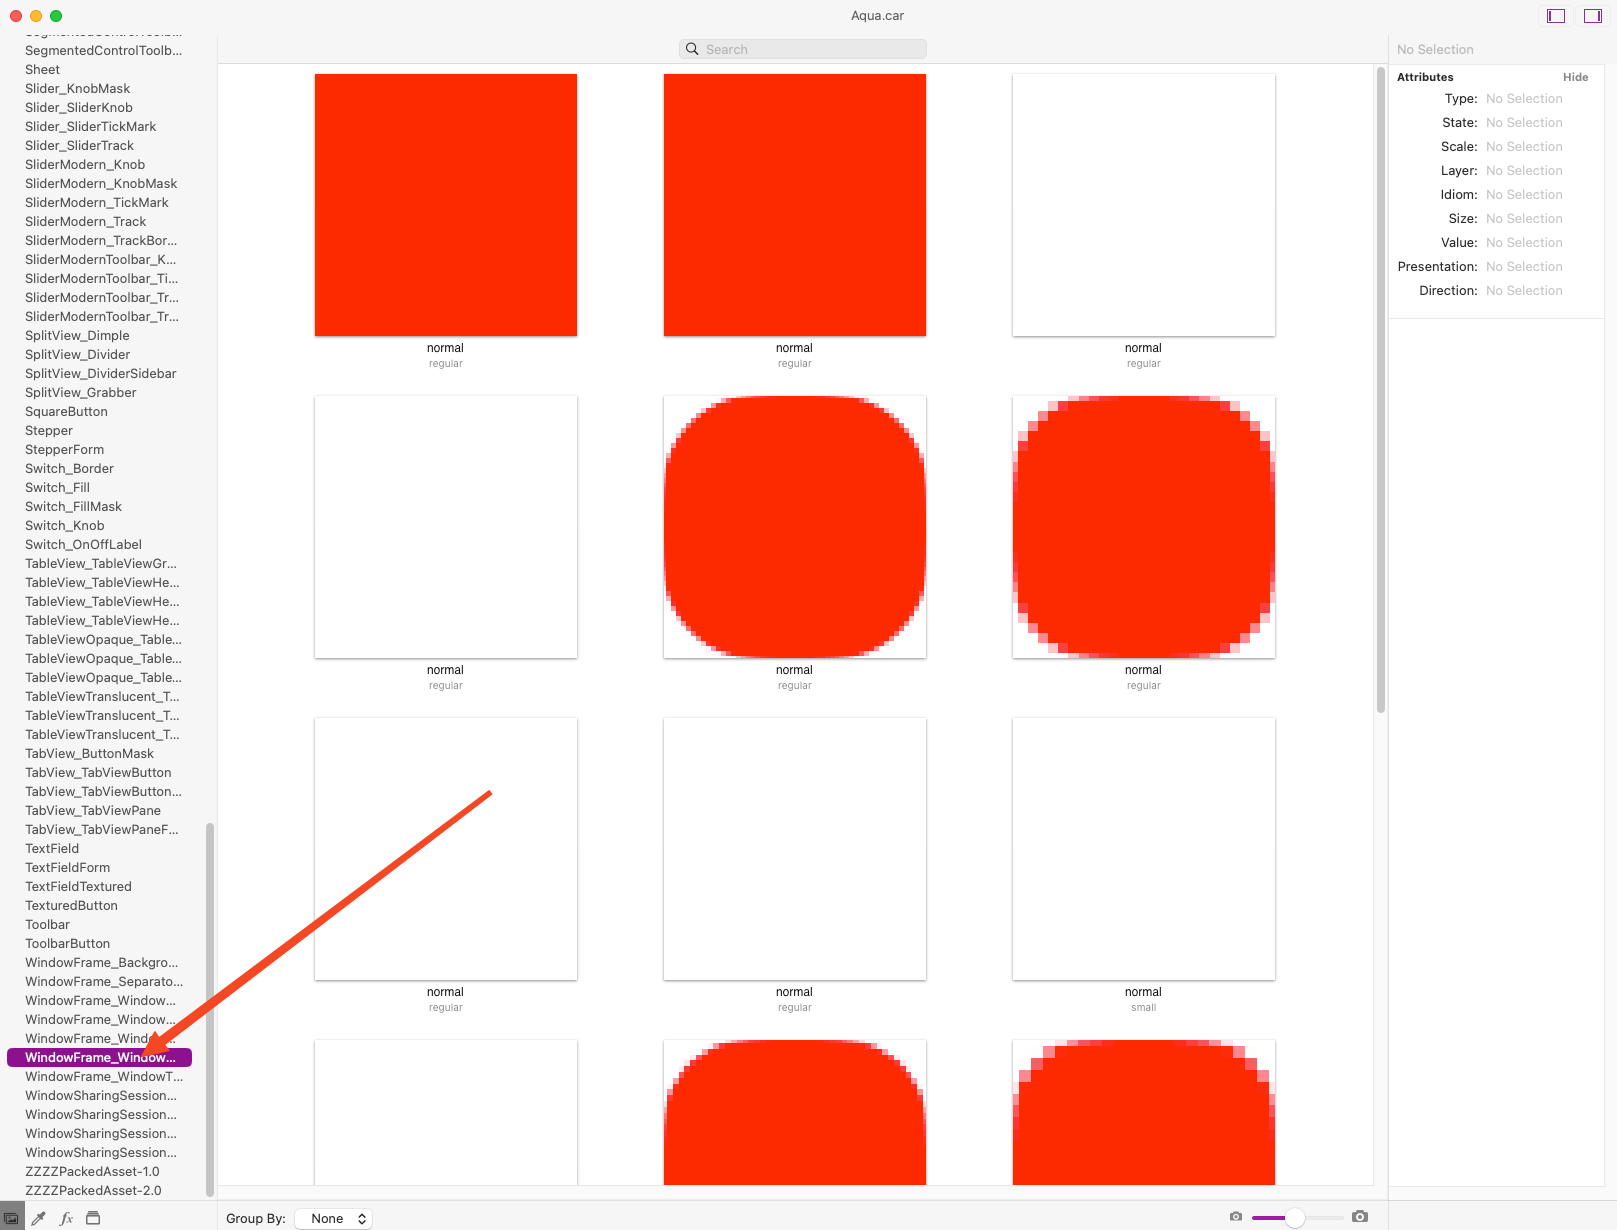 Aqua.car
SegmentedControlToolb...
Sheet
Slider_KnobMask
Slider_SliderKnob
Slider_SliderTickMark
Slider_SliderTrack
SliderModern_Knob
SliderModern_KnobMask
SliderModern_TickMark
SliderModern_Track
SliderModern_TrackBor...
SliderModernToolbar_K...
SliderModernToolbar_Ti...
SliderModernToolbar_Tr...
SliderModernToolbar_Tr...
SplitView_Dimple
SplitView_Divider
SplitView_DividerSidebar
SplitView_Grabber
SquareButton
Stepper
StepperForm
Switch_Border
Switch_Fill
Switch_FillMask
Switch_Knob
Switch_OnOffLabel
TableView_TableViewGr...
TableView_TableViewHe...
TableView_TableViewHe...
TableView_TableViewHe...
TableViewOpaque_Table...
TableViewOpaque_Table...
TableViewOpaque_Table...
TableViewTranslucent_T...
TableViewTranslucent_T...
TableViewTranslucent_T...
TabView_ButtonMask
TabView_TabViewButton
TabView_TabViewButton...
TabView_TabViewPane
TabView_TabViewPaneF...
TextField
TextFieldForm
TextFieldTextured
TexturedButton
Toolbar
ToolbarButton
WindowFrame_Backgro...
WindowFrame_Separato...
WindowFrame_Window...
WindowFrame_Window...
WindowFrame_Window...
WindowFrame_Window...
WindowFrame_WindowT...
WindowSharingSession...
WindowSharingSession...
WindowSharingSession...
WindowSharingSession...
ZZZZPackedAsset-1.0
ZZZZPackedAsset-2.0
fx
Search
normal
regular
normal
regular
normal
regular
normal
regular
normal
regular
normal
regular
normal
regular
normal
regular
normal
small
Group By: None
No Selection
Attributes Hide
Type: No Selection
State: No Selection
Scale: No Selection
Layer: No Selection
Idiom: No Selection
Size: No Selection
Value: No Selection
Presentation: No Selection
Direction: No Selection